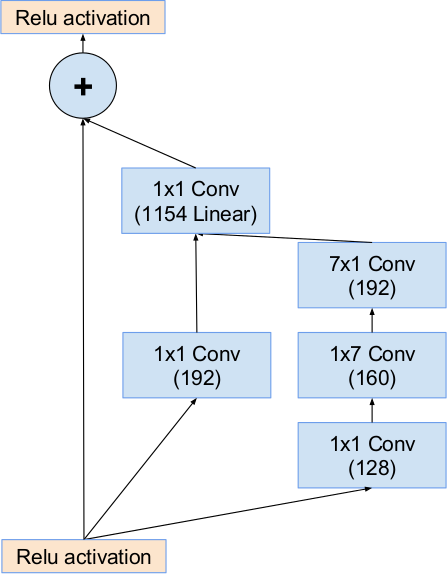 Relu activation
+
1x1 Conv
(1154 Linear)
7x1 Conv
(192)
1x1 Conv
(192)
1x7 Conv
(160)
1x1 Conv
(128)
Relu activation